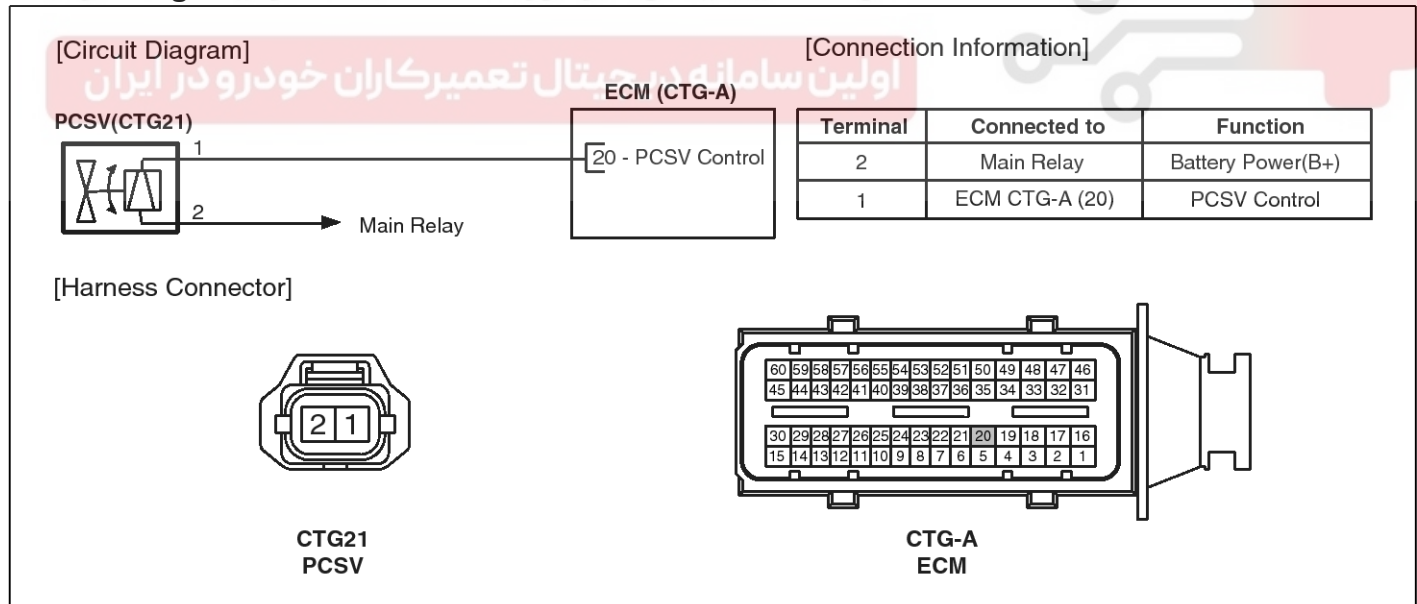 [Circuit Diagram]
[Connection Information]
اولین سامانه دیجیتال تعمیرکاران خودرو در ایران
ECM (CTG-A)
PCSV(CTG21)
1
20 - PCSV Control
2
Main Relay
Terminal Connected to Function
2 Main Relay Battery Power(B+)
1 ECM CTG-A (20) PCSV Control
[Harness Connector]
2 1
60 59 58 57 56 55 54 53 52 51 50 49 48 47 46
45 44 43 42 41 40 39 38 37 36 35 34 33 32 31
30 29 28 27 26 25 24 23 22 21 20 19 18 17 16
15 14 13 12 11 10 9 8 7 6 5 4 3 2 1
CTG21
PCSV
CTG-A
ECM